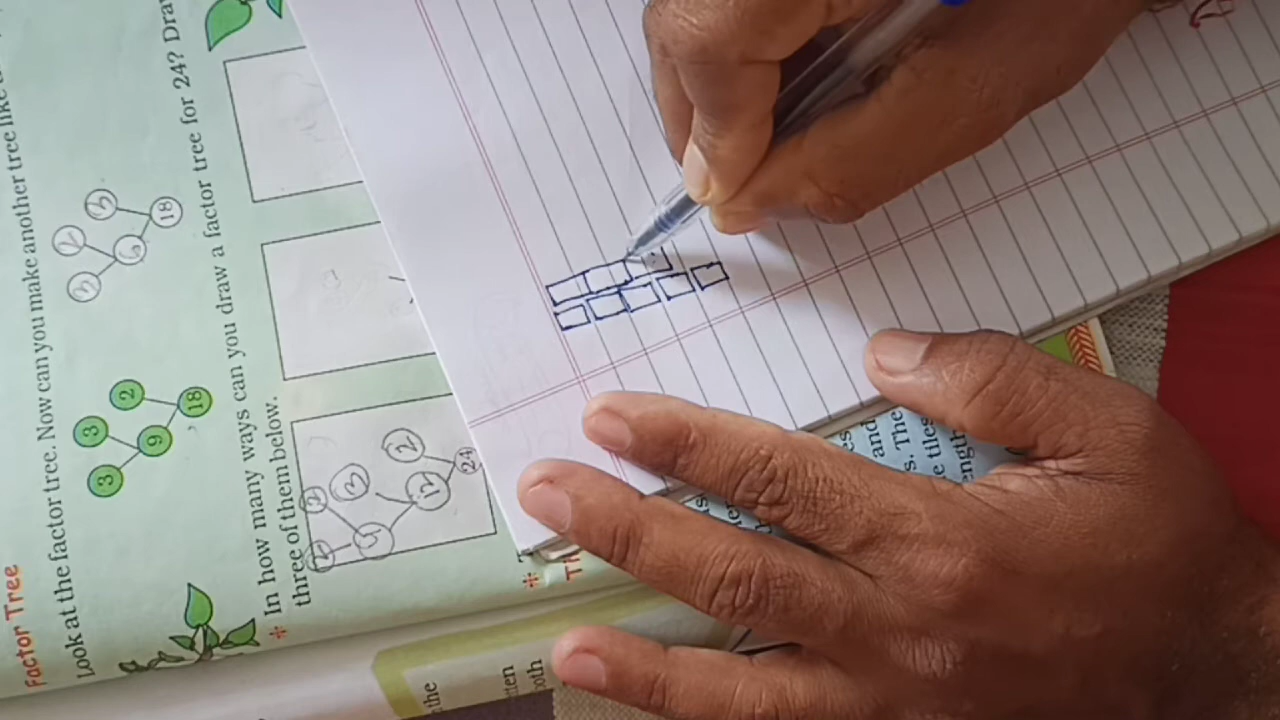 Factor Tree
Look at the factor tree. Now can you make another tree like
3 3 2
9 18
3 2 3
6 18
* In how many ways can you draw a factor tree for 24? Draw
three of them below.
3 2
4 12 24
*
the
tten
oth
and
s. The
e tiles
ength